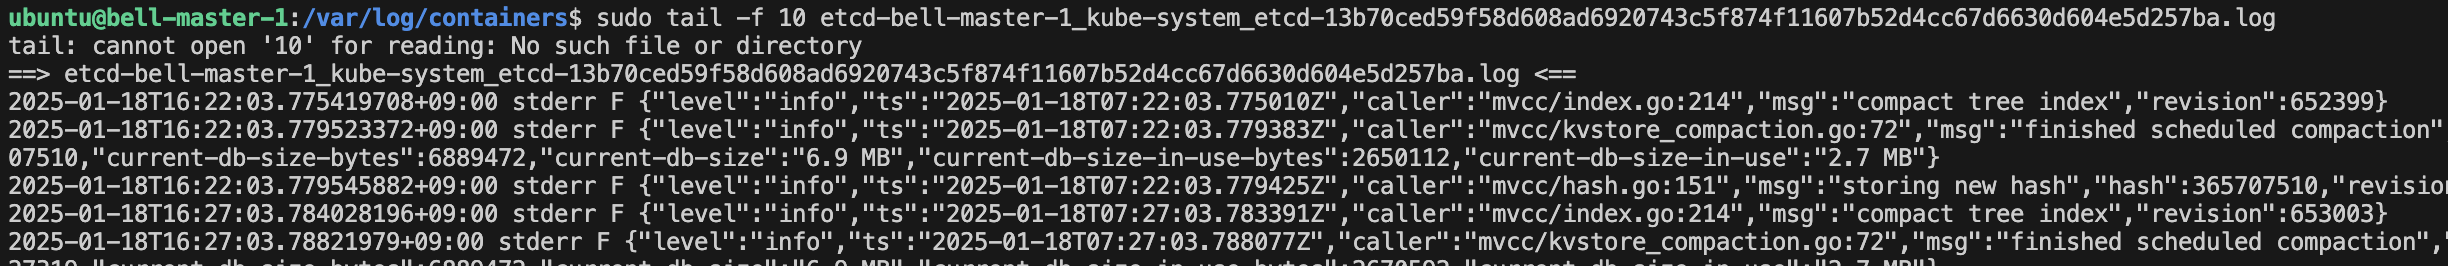 ubuntu@bell-master-1:/var/log/containers$ sudo tail -f 10 etcd-bell-master-1_kube-system_etcd-13b70ced59f58d608ad6920743c5f874f11607b52d4cc67d6630d604e5d257ba.log
tail: cannot open '10' for reading: No such file or directory
==> etcd-bell-master-1_kube-system_etcd-13b70ced59f58d608ad6920743c5f874f11607b52d4cc67d6630d604e5d257ba.log <==
2025-01-18T16:22:03.775419708+09:00 stderr F {"level":"info","ts":"2025-01-18T07:22:03.775010Z","caller":"mvcc/index.go:214","msg":"compact tree index","revision":652399}
2025-01-18T16:22:03.779523372+09:00 stderr F {"level":"info","ts":"2025-01-18T07:22:03.779383Z","caller":"mvcc/kvstore_compaction.go:72","msg":"finished scheduled compaction"
07510,"current-db-size-bytes":6889472,"current-db-size":"6.9 MB","current-db-size-in-use-bytes":2650112,"current-db-size-in-use":"2.7 MB"}
2025-01-18T16:22:03.779545882+09:00 stderr F {"level":"info","ts":"2025-01-18T07:22:03.779425Z","caller":"mvcc/hash.go:151","msg":"storing new hash","hash":365707510,"revision
2025-01-18T16:27:03.784028196+09:00 stderr F {"level":"info","ts":"2025-01-18T07:27:03.783391Z","caller":"mvcc/index.go:214","msg":"compact tree index","revision":653003}
2025-01-18T16:27:03.78821979+09:00 stderr F {"level":"info","ts":"2025-01-18T07:27:03.788077Z","caller":"mvcc/kvstore_compaction.go:72","msg":"finished scheduled compaction","